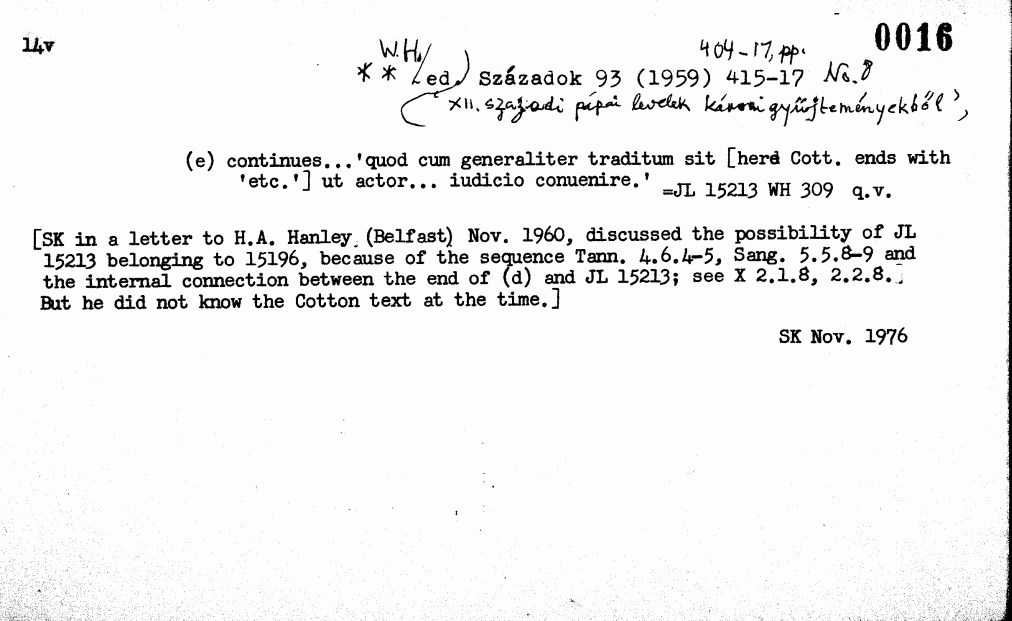 14v
0016
W.H.
404-17, pp.
** (ed.) Századok 93 (1959) 415-17 No. 8
('XII. századi pápai levelek kánoni gyűjteményekből',
(e) continues...'quod cum generaliter traditum sit [here Cott. ends with
'etc.'] ut actor... iudicio conuenire.' =JL 15213 WH 309 q.v.
[SK in a letter to H.A. Hanley (Belfast) Nov. 1960, discussed the possibility of JL
15213 belonging to 15196, because of the sequence Tann. 4.6.4-5, Sang. 5.5.8-9 and
the internal connection between the end of (d) and JL 15213; see X 2.1.8, 2.2.8.
But he did not know the Cotton text at the time.]
SK Nov. 1976